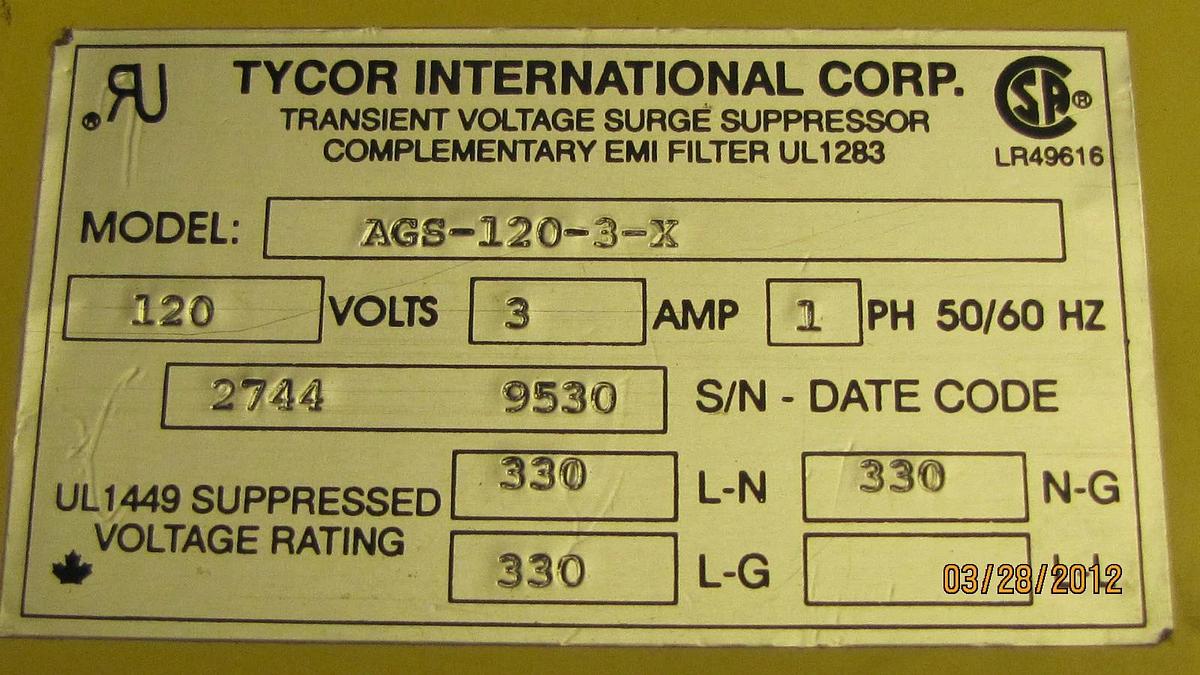 RU® TYCOR INTERNATIONAL CORP. SA®
TRANSIENT VOLTAGE SURGE SUPPRESSOR
COMPLEMENTARY EMI FILTER UL1283
LR49616
MODEL: AGS-120-3-X
120 VOLTS 3 AMP 1 PH 50/60 HZ
2744 9530 S/N - DATE CODE
UL1449 SUPPRESSED VOLTAGE RATING
330 L-N 330 N-G
330 L-G L-L
03/28/2012